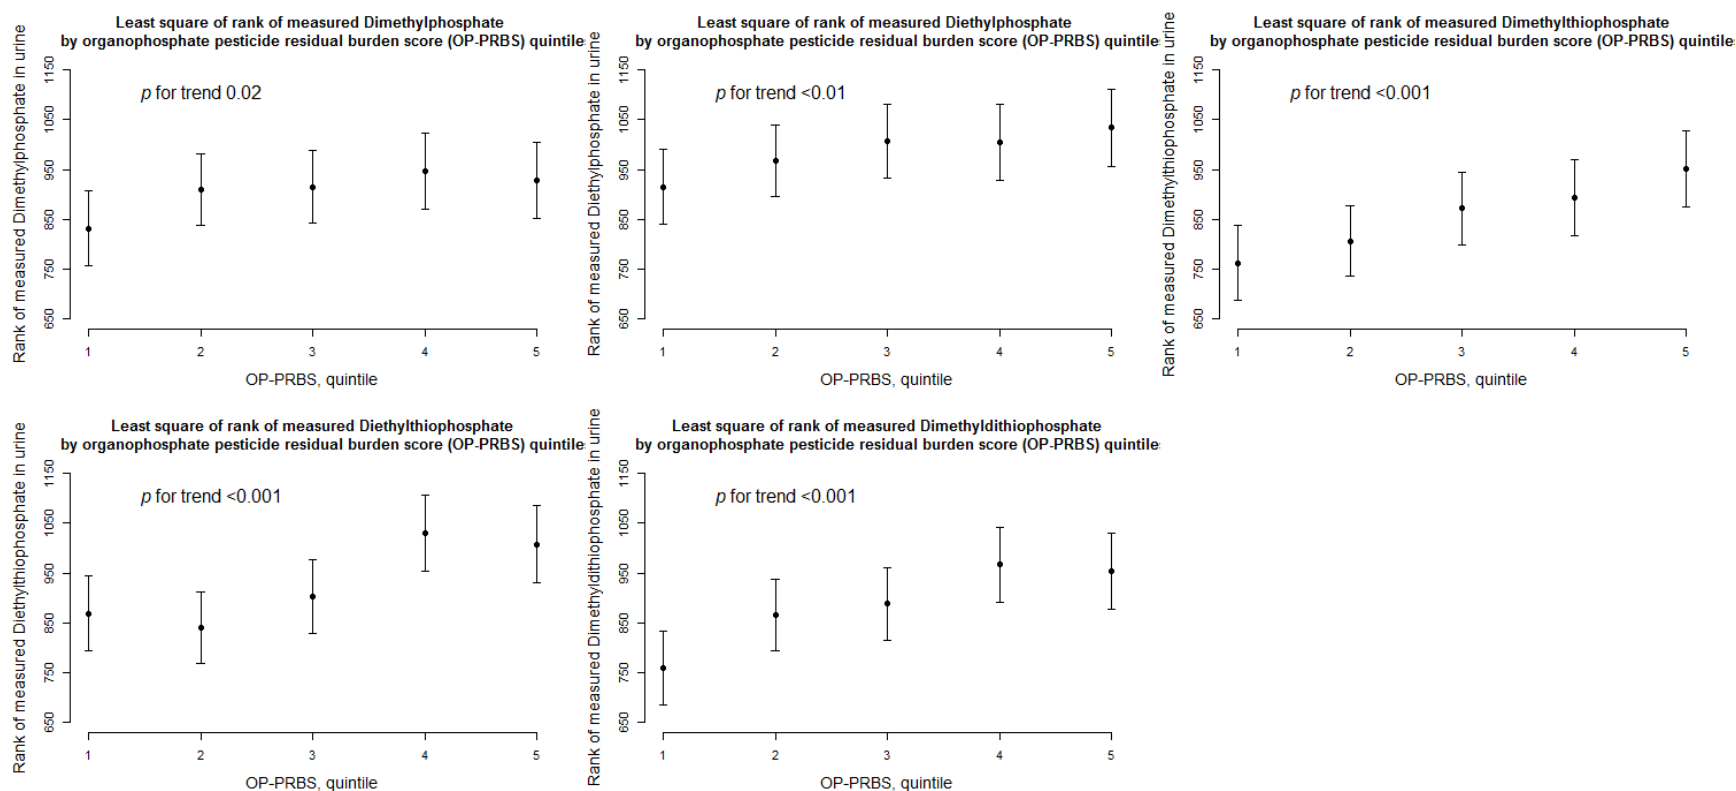 Least square of rank of measured Dimethylphosphate
by organophosphate pesticide residual burden score (OP-PRBS) quintile
Rank of measured Dimethylphosphate in urine
1150
1050
950
850
750
650
p for trend 0.02
1 2 3 4 5
OP-PRBS, quintile
Least square of rank of measured Diethylphosphate
by organophosphate pesticide residual burden score (OP-PRBS) quintile
Rank of measured Diethylphosphate in urine
1150
1050
950
850
750
650
p for trend <0.01
1 2 3 4 5
OP-PRBS, quintile
Least square of rank of measured Dimethylthiophosphate
by organophosphate pesticide residual burden score (OP-PRBS) quintile
Rank of measured Dimethylthiophosphate in urine
1150
1050
950
850
750
650
p for trend <0.001
1 2 3 4 5
OP-PRBS, quintile
Least square of rank of measured Diethylthiophosphate
by organophosphate pesticide residual burden score (OP-PRBS) quintile
Rank of measured Diethylthiophosphate in urine
1150
1050
950
850
750
650
p for trend <0.001
1 2 3 4 5
OP-PRBS, quintile
Least square of rank of measured Dimethyldithiophosphate
by organophosphate pesticide residual burden score (OP-PRBS) quintile
Rank of measured Dimethyldithiophosphate in urine
1150
1050
950
850
750
650
p for trend <0.001
1 2 3 4 5
OP-PRBS, quintile